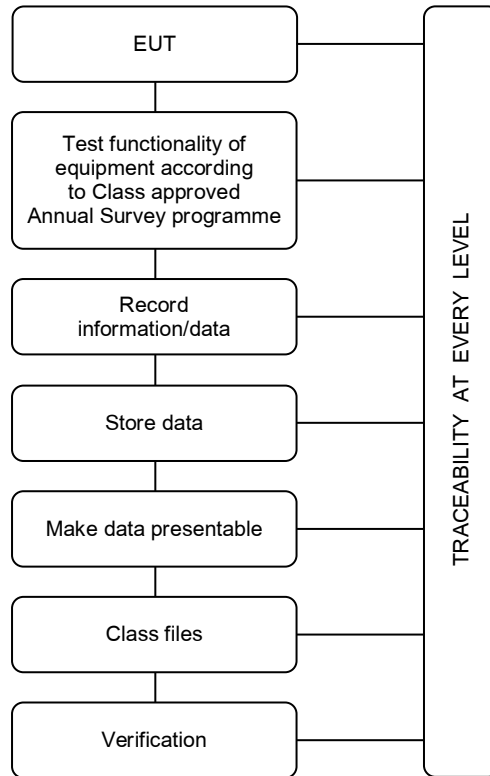 EUT
Test functionality of
equipment according
to Class approved
Annual Survey programme
Record
information/data
Store data
Make data presentable
Class files
Verification
TRACEABILITY AT EVERY LEVEL